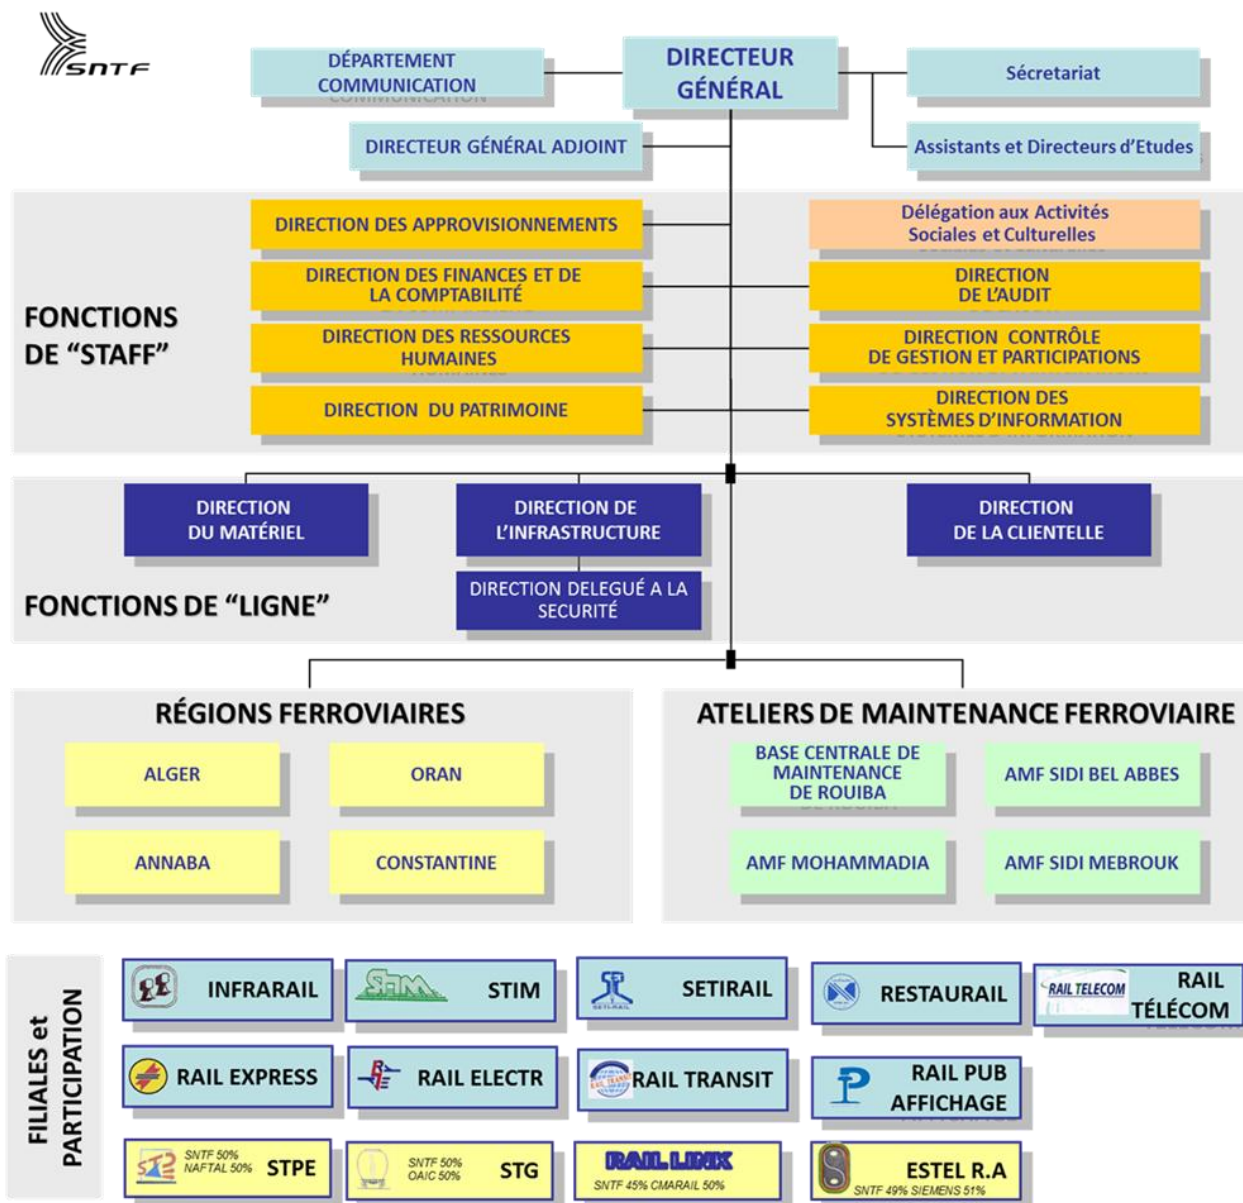 SNTF
DÉPARTEMENT
COMMUNICATION
DIRECTEUR
GÉNÉRAL
Sécretariat
DIRECTEUR GÉNÉRAL ADJOINT
Assistants et Directeurs d'Etudes
FONCTIONS
DE "STAFF"
DIRECTION DES APPROVISIONNEMENTS
Délégation aux Activités
Sociales et Culturelles
DIRECTION DES FINANCES ET DE
LA COMPTABILITÉ
DIRECTION
DE L'AUDIT
DIRECTION DES RESSOURCES
HUMAINES
DIRECTION CONTRÔLE
DE GESTION ET PARTICIPATIONS
DIRECTION DU PATRIMOINE
DIRECTION DES
SYSTÈMES D'INFORMATION
DIRECTION
DU MATÉRIEL
DIRECTION DE
L'INFRASTRUCTURE
DIRECTION
DE LA CLIENTELLE
DIRECTION DELEGUÉ A LA
SECURITÉ
FONCTIONS DE "LIGNE"
RÉGIONS FERROVIAIRES
ALGER
ORAN
ANNABA
CONSTANTINE
ATELIERS DE MAINTENANCE FERROVIAIRE
BASE CENTRALE DE
MAINTENANCE
DE ROUIBA
AMF SIDI BEL ABBES
AMF MOHAMMADIA
AMF SIDI MEBROUK
FILIALES et
PARTICIPATION
INFRARAIL
STIM
STIM
SETIRAIL
SETIRAIL
RESTAURAIL
RAIL TELECOM
RAIL
TÉLÉCOM
RAIL EXPRESS
RAIL ELECTR
RAIL TRANSIT
RAIL TRANSIT
RAIL PUB
AFFICHAGE
SNTF 50%
NAFTAL 50%
STPE
SNTF 50%
OAIC 50%
STG
RAIL LINK
SNTF 45% CMARAIL 50%
ESTEL R.A
SNTF 49% SIEMENS 51%